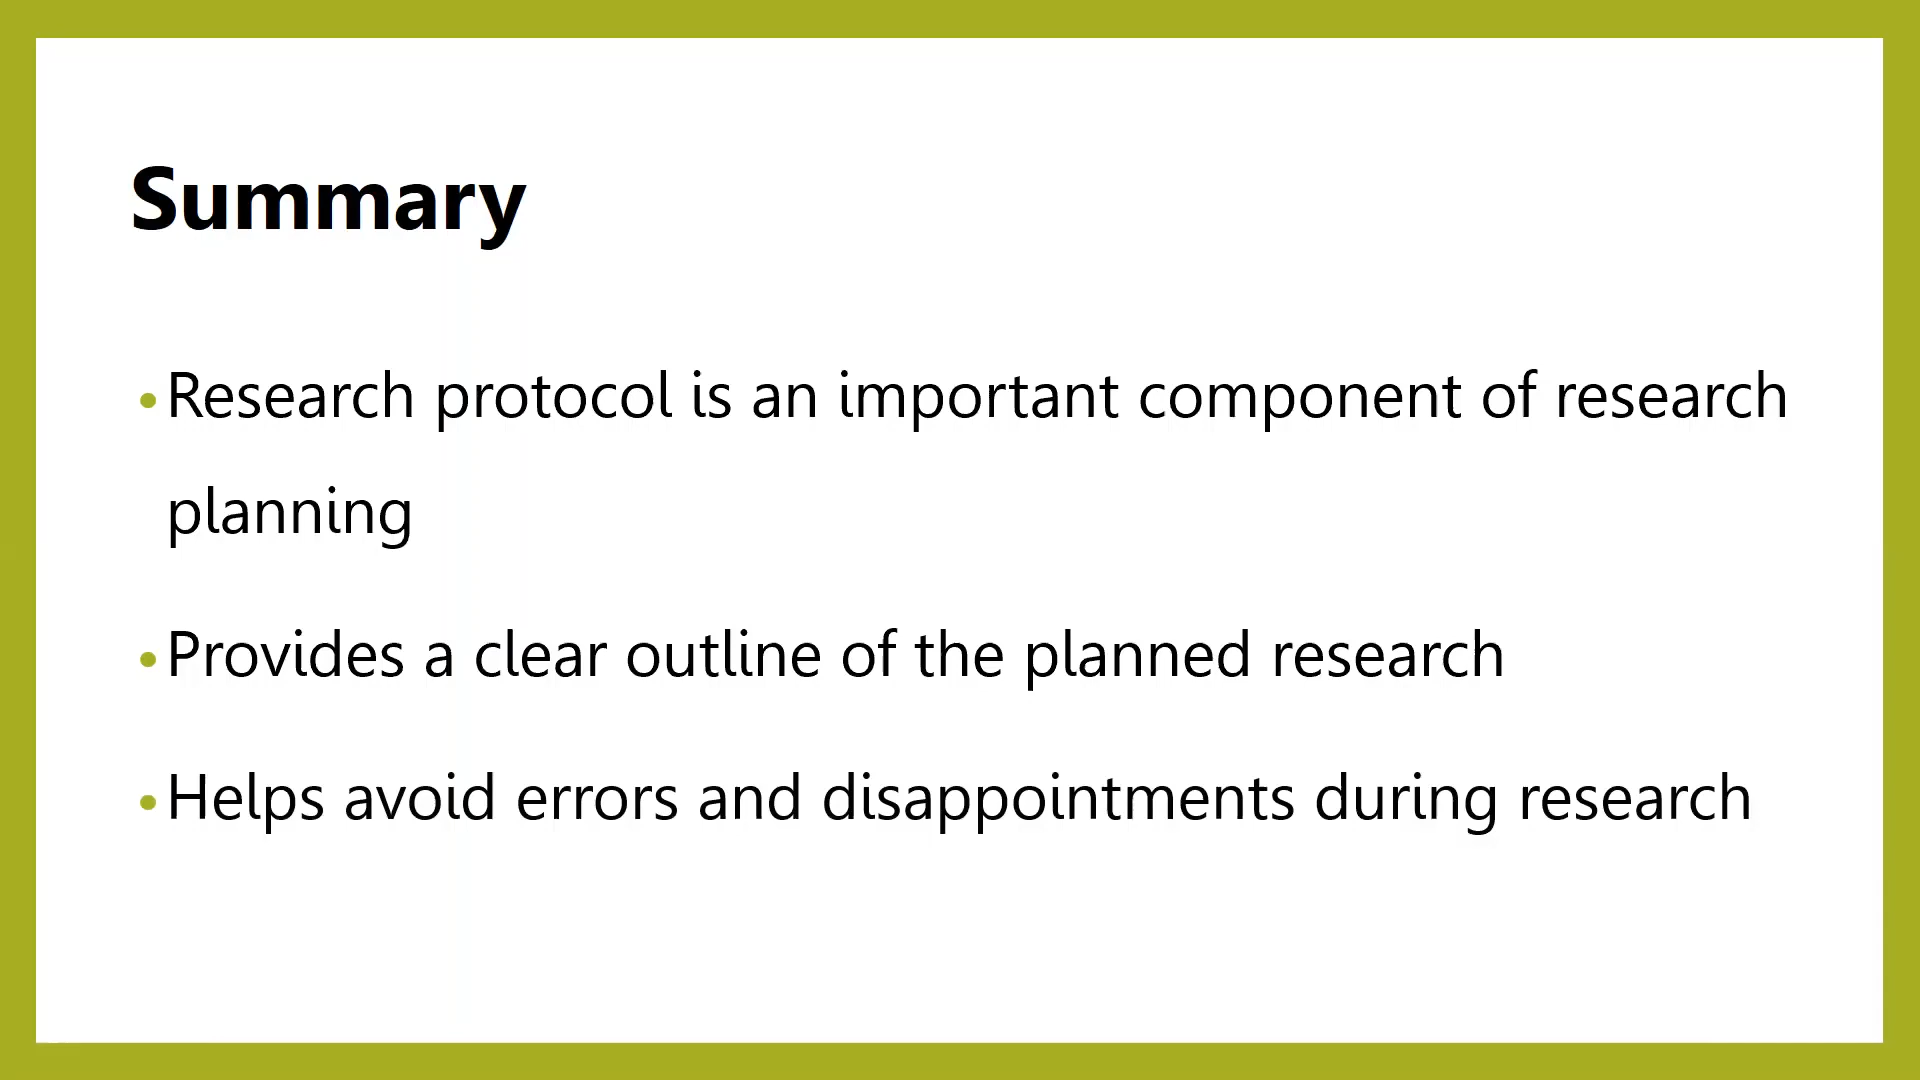 Summary
• Research protocol is an important component of research
planning
• Provides a clear outline of the planned research
• Helps avoid errors and disappointments during research